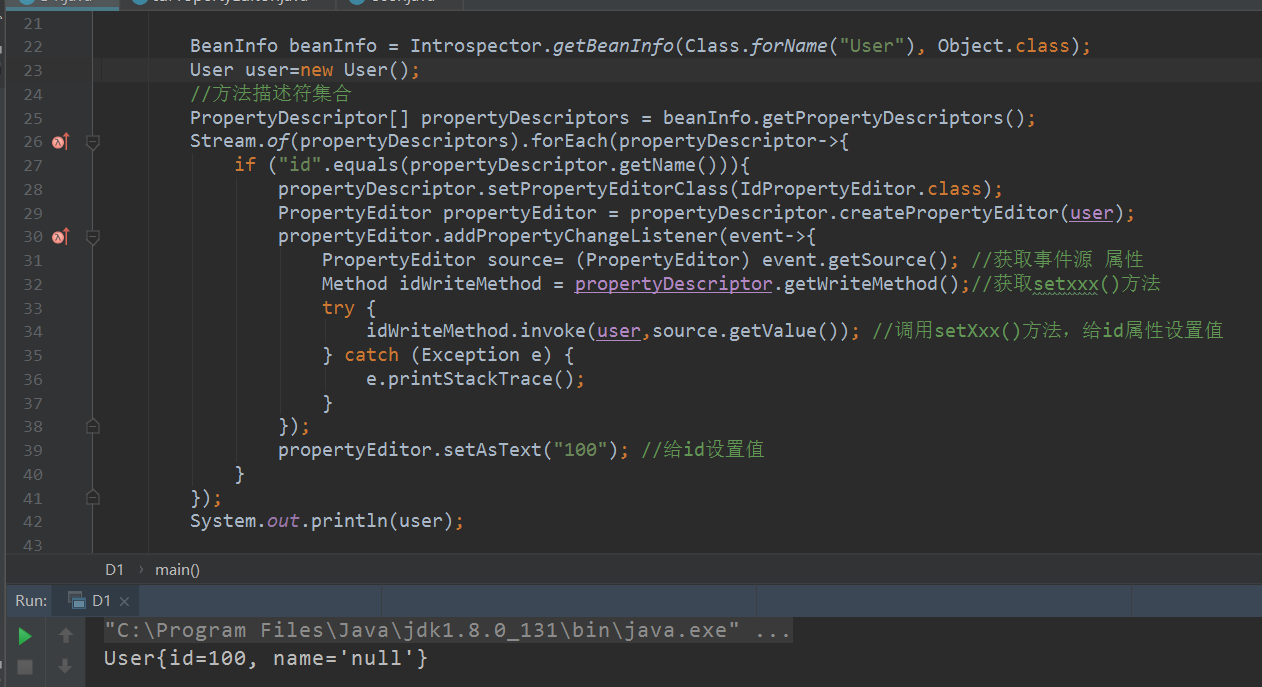 21
22 BeanInfo beanInfo = Introspector.getBeanInfo(Class.forName("User"), Object.class);
23 User user=new User();
24 //方法描述符集合
25 PropertyDescriptor[] propertyDescriptors = beanInfo.getPropertyDescriptors();
26 Stream.of(propertyDescriptors).forEach(propertyDescriptor->{
27 if ("id".equals(propertyDescriptor.getName())){
28 propertyDescriptor.setPropertyEditorClass(IdPropertyEditor.class);
29 PropertyEditor propertyEditor = propertyDescriptor.createPropertyEditor(user);
30 propertyEditor.addPropertyChangeListener(event->{
31 PropertyEditor source= (PropertyEditor) event.getSource(); //获取事件源 属性
32 Method idWriteMethod = propertyDescriptor.getWriteMethod();//获取setxxx()方法
33 try {
34 idWriteMethod.invoke(user,source.getValue()); //调用setXxx()方法，给id属性设置值
35 } catch (Exception e) {
36 e.printStackTrace();
37 }
38 });
39 propertyEditor.setAsText("100"); //给id设置值
40 }
41 });
42 System.out.println(user);
43
D1 › main()
Run: D1 ×
"C:\Program Files\Java\jdk1.8.0_131\bin\java.exe" ...
User{id=100, name='null'}